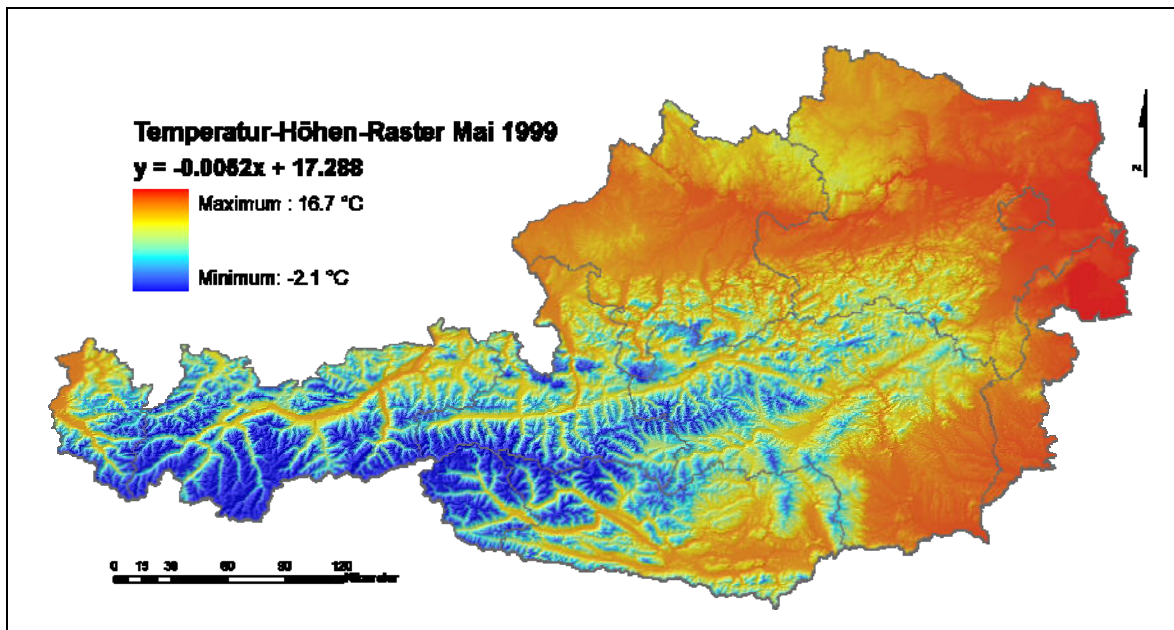 Temperatur-Höhen-Raster Mai 1999
y = -0.0052x + 17.288
Maximum : 16.7 °C
Minimum: -2.1 °C
0 15 30 60 90 120
Kilometer